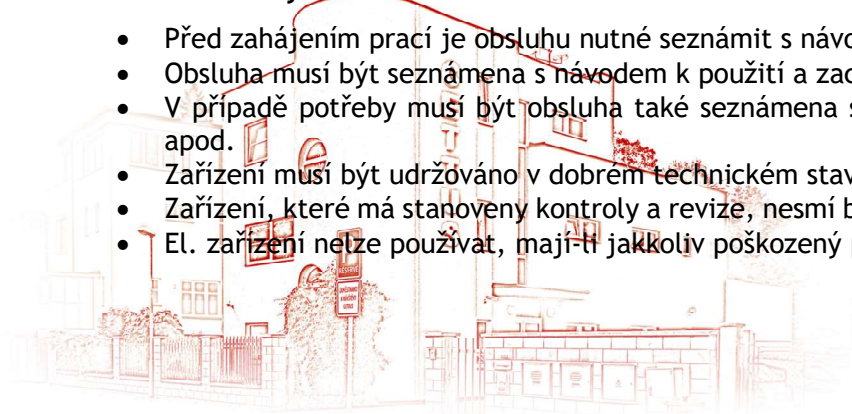 Před zahájením prací je obsluhu nutné seznámit s návo
Obsluha musí být seznámena s návodem k použití a zac
V případě potřeby musí být obsluha také seznámena s
apod.
Zařízení musí být udržováno v dobrém technickém stav
Zařízení, které má stanoveny kontroly a revize, nesmí b
El. zařízení nelze používat, mají-li jakkoliv poškozený p
RESERVÉ